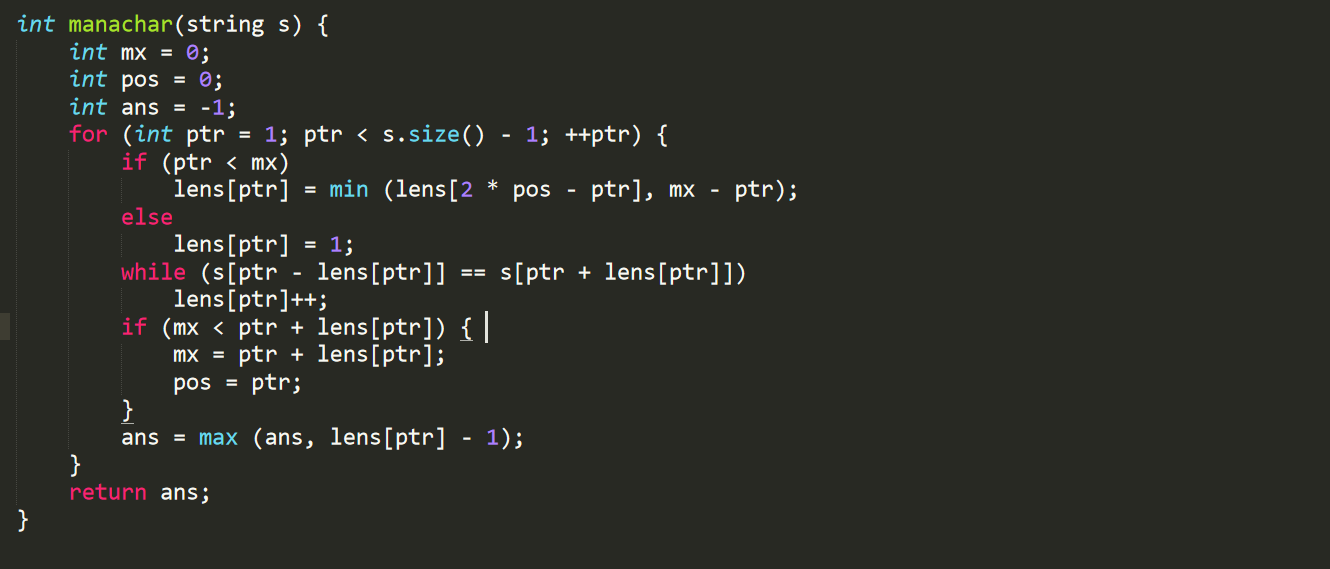 int manachar(string s) {
    int mx = 0;
    int pos = 0;
    int ans = -1;
    for (int ptr = 1; ptr < s.size() - 1; ++ptr) {
        if (ptr < mx)
            lens[ptr] = min (lens[2 * pos - ptr], mx - ptr);
        else
            lens[ptr] = 1;
        while (s[ptr - lens[ptr]] == s[ptr + lens[ptr]])
            lens[ptr]++;
        if (mx < ptr + lens[ptr]) {
            mx = ptr + lens[ptr];
            pos = ptr;
        }
        ans = max (ans, lens[ptr] - 1);
    }
    return ans;
}